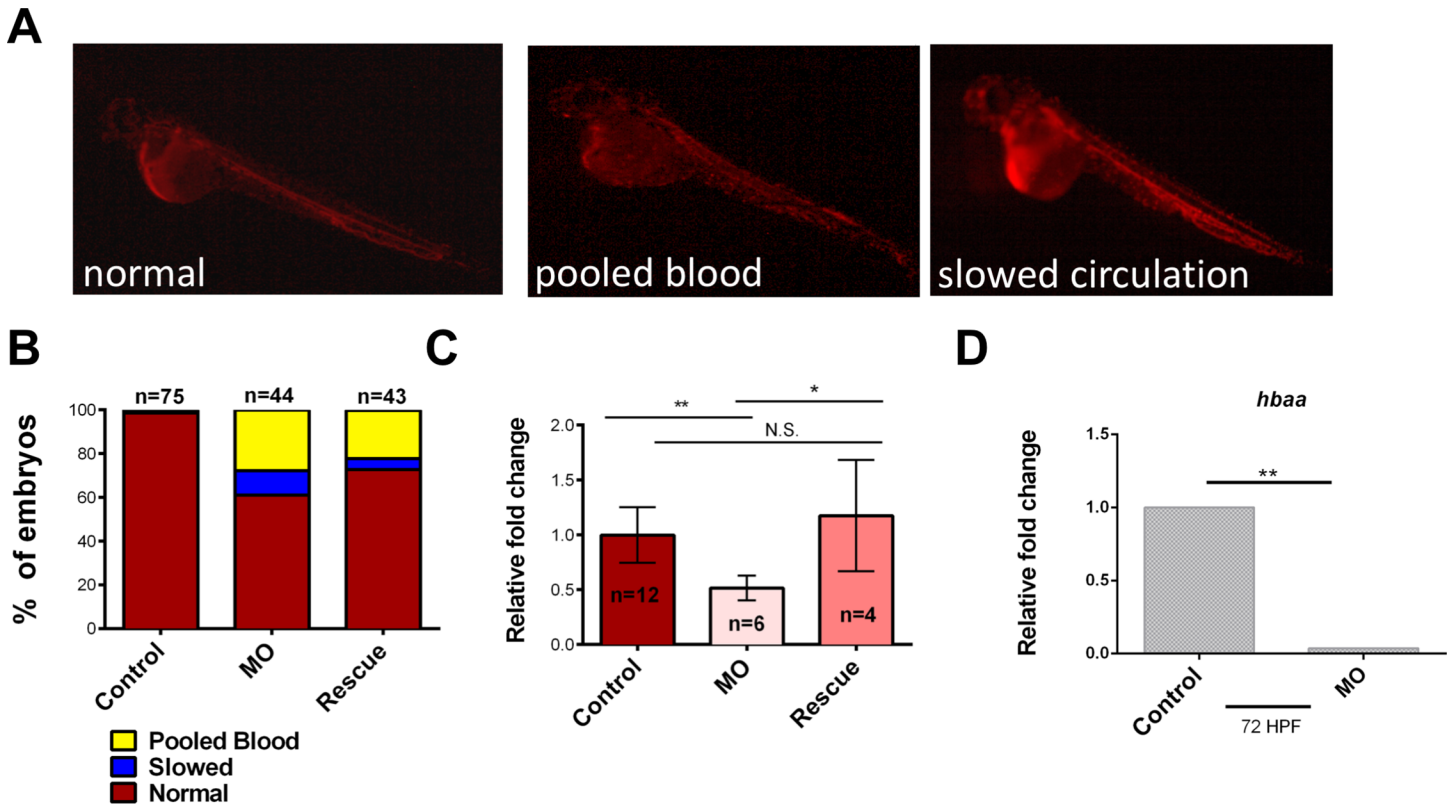 A
normal
pooled blood
slowed circulation
B
% of embryos
n=75
n=44
n=43
100
80
60
40
20
0
Control
MO
Rescue
Pooled Blood
Slowed
Normal
C
Relative fold change
*
**
N.S.
2.0
1.5
1.0
0.5
0.0
n=12
n=6
n=4
Control
MO
Rescue
D
hbaa
Relative fold change
1.5
1.0
0.5
0.0
**
Control
MO
72 HPF